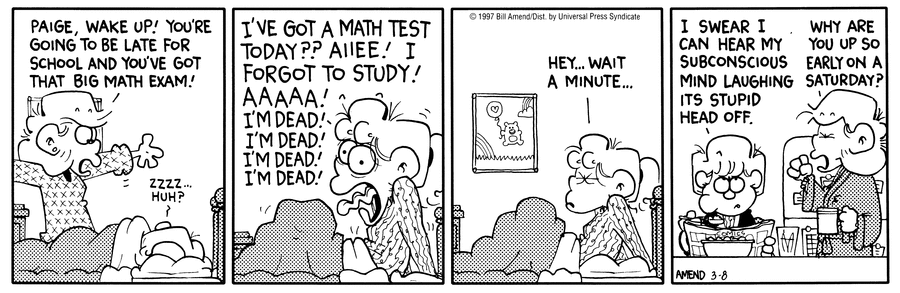 PAIGE, WAKE UP! YOU'RE
GOING TO BE LATE FOR
SCHOOL AND YOU'VE GOT
THAT BIG MATH EXAM!
ZZZZ...
HUH?
I'VE GOT A MATH TEST
TODAY?? AIIEE! I
FORGOT TO STUDY!
AAAAA!
I'M DEAD!
I'M DEAD!
I'M DEAD!
I'M DEAD!
© 1997 Bill Amend/Dist. by Universal Press Syndicate
HEY... WAIT
A MINUTE...
I SWEAR I
CAN HEAR MY
SUBCONSCIOUS
MIND LAUGHING
ITS STUPID
HEAD OFF.
WHY ARE
YOU UP SO
EARLY ON A
SATURDAY?
COMICS
AMEND 3-8